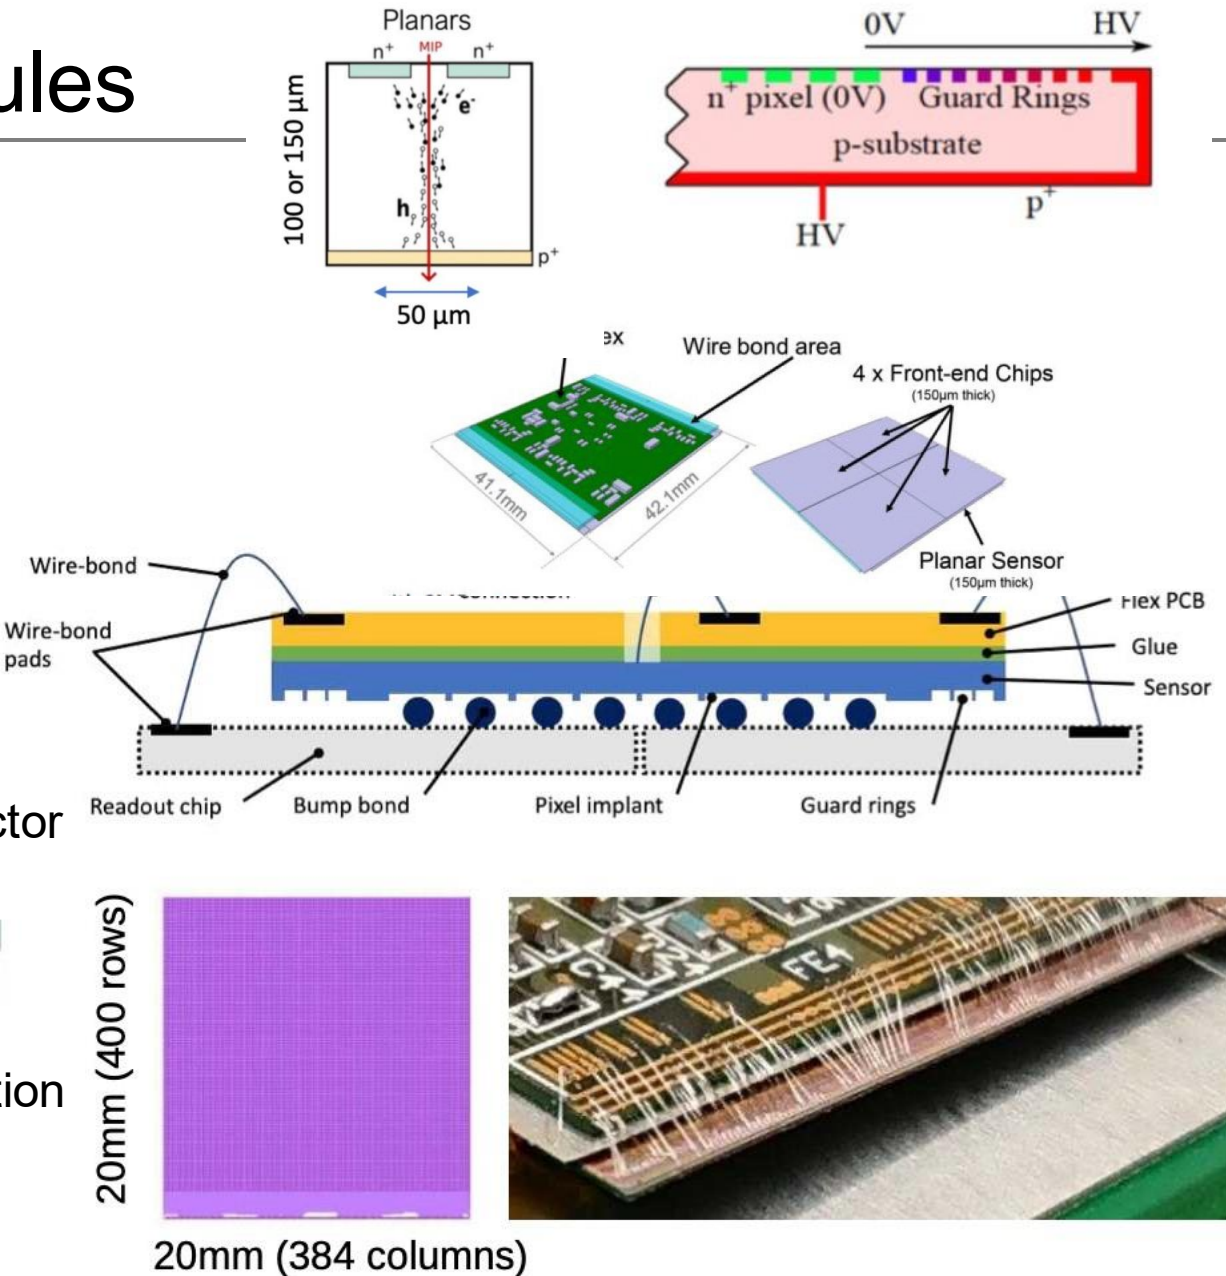 ules
Planars
n⁺
MIP
n⁺
e⁻
h
p⁺
100 or 150 µm
50 µm
0V
HV
n⁺ pixel (0V)
Guard Rings
p-substrate
p⁺
HV
ex
Wire bond area
4 x Front-end Chips
(150µm thick)
41.1mm
42.1mm
Planar Sensor
(150µm thick)
Wire-bond
Wire-bond
pads
Flex PCB
Glue
Sensor
Readout chip
Bump bond
Pixel implant
Guard rings
ctor
tion
20mm (400 rows)
20mm (384 columns)
FE1